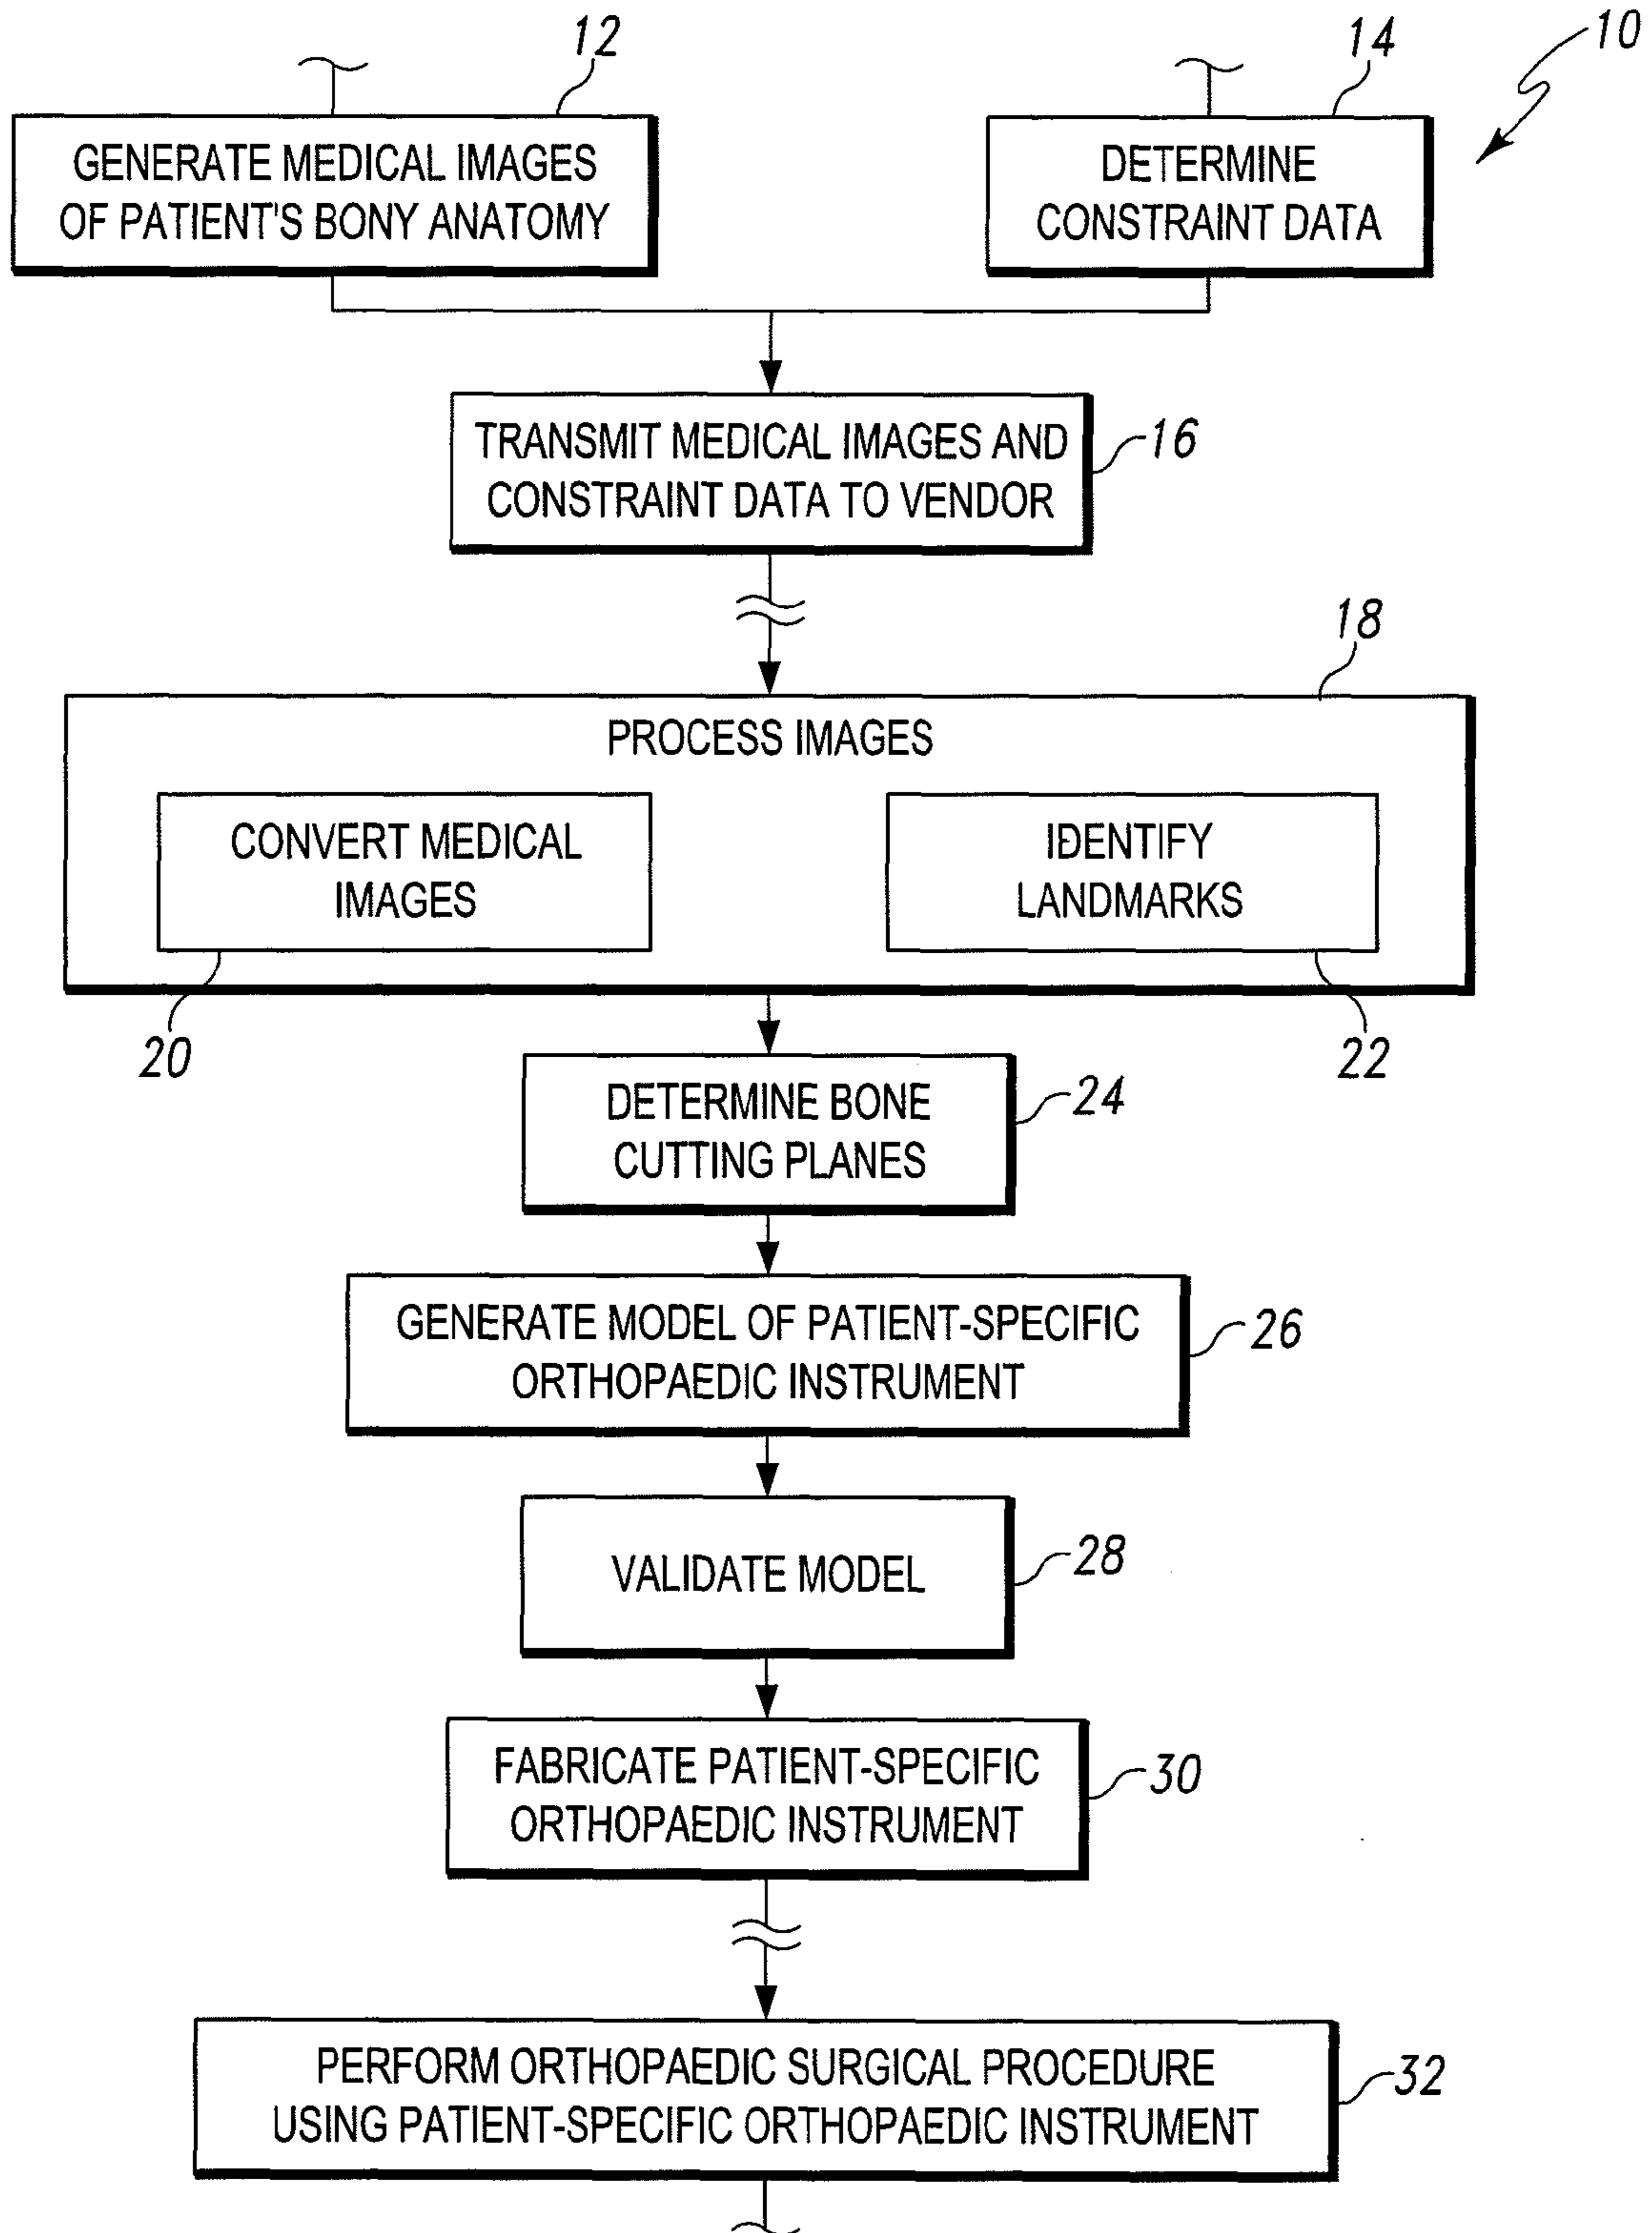 12
14
10
GENERATE MEDICAL IMAGES
OF PATIENT'S BONY ANATOMY
DETERMINE
CONSTRAINT DATA
TRANSMIT MEDICAL IMAGES AND
CONSTRAINT DATA TO VENDOR
16
18
PROCESS IMAGES
CONVERT MEDICAL
IMAGES
IDENTIFY
LANDMARKS
20
22
DETERMINE BONE
CUTTING PLANES
24
GENERATE MODEL OF PATIENT-SPECIFIC
ORTHOPAEDIC INSTRUMENT
26
VALIDATE MODEL
28
FABRICATE PATIENT-SPECIFIC
ORTHOPAEDIC INSTRUMENT
30
PERFORM ORTHOPAEDIC SURGICAL PROCEDURE
USING PATIENT-SPECIFIC ORTHOPAEDIC INSTRUMENT
32